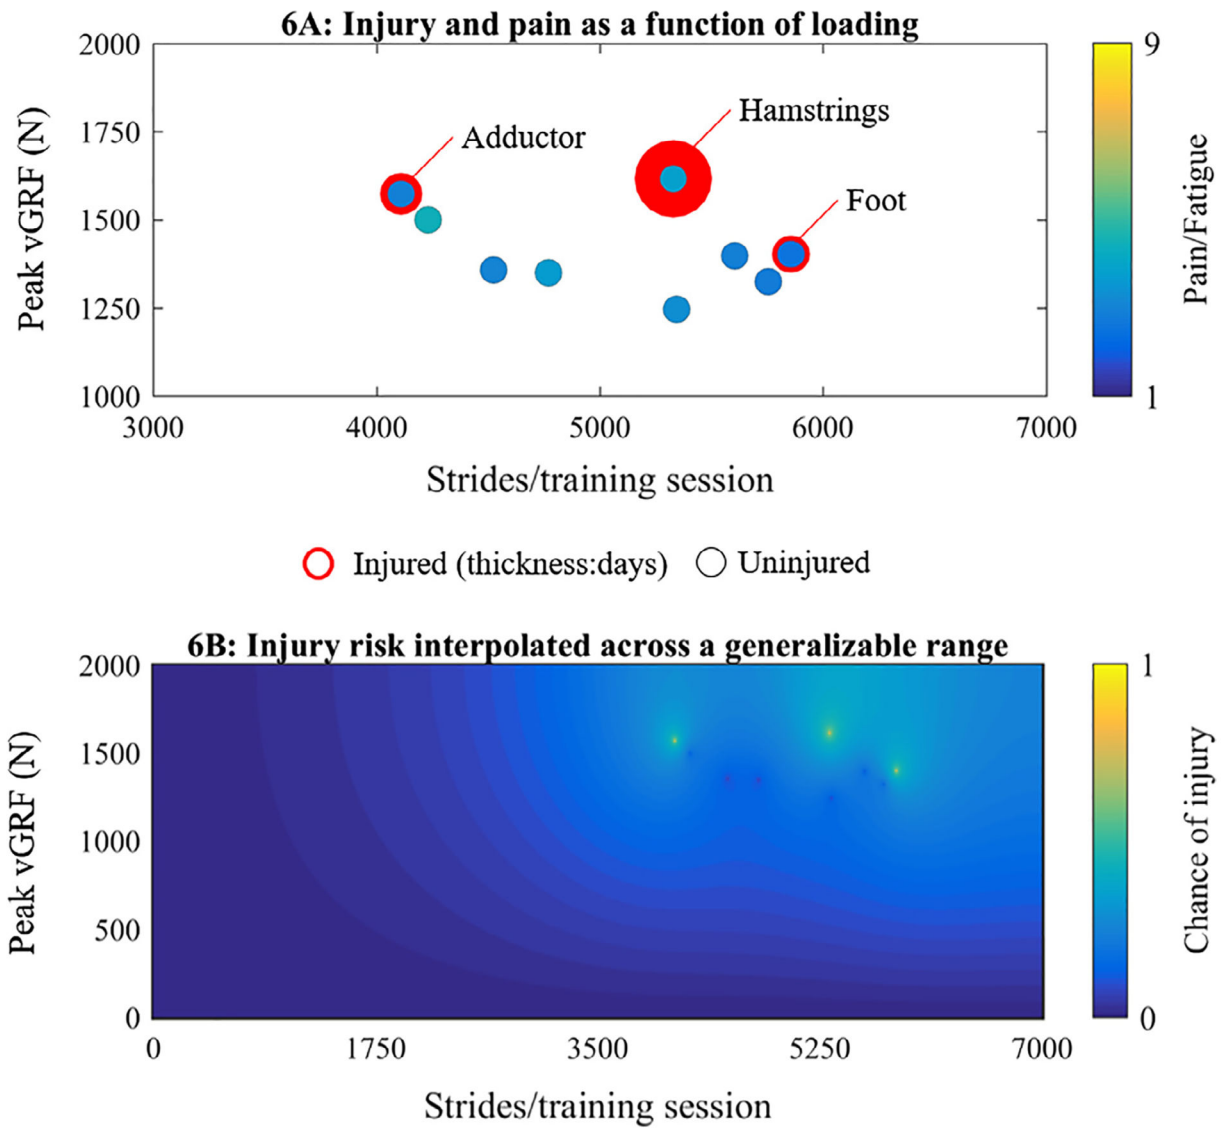 6A: Injury and pain as a function of loading
2000
1750
1500
1250
1000
Peak vGRF (N)
Adductor
Hamstrings
Foot
3000 4000 5000 6000 7000
Strides/training session
9
1
Pain/Fatigue
Injured (thickness:days) Uninjured
6B: Injury risk interpolated across a generalizable range
2000
1500
1000
500
0
Peak vGRF (N)
0 1750 3500 5250 7000
Strides/training session
1
0
Chance of injury